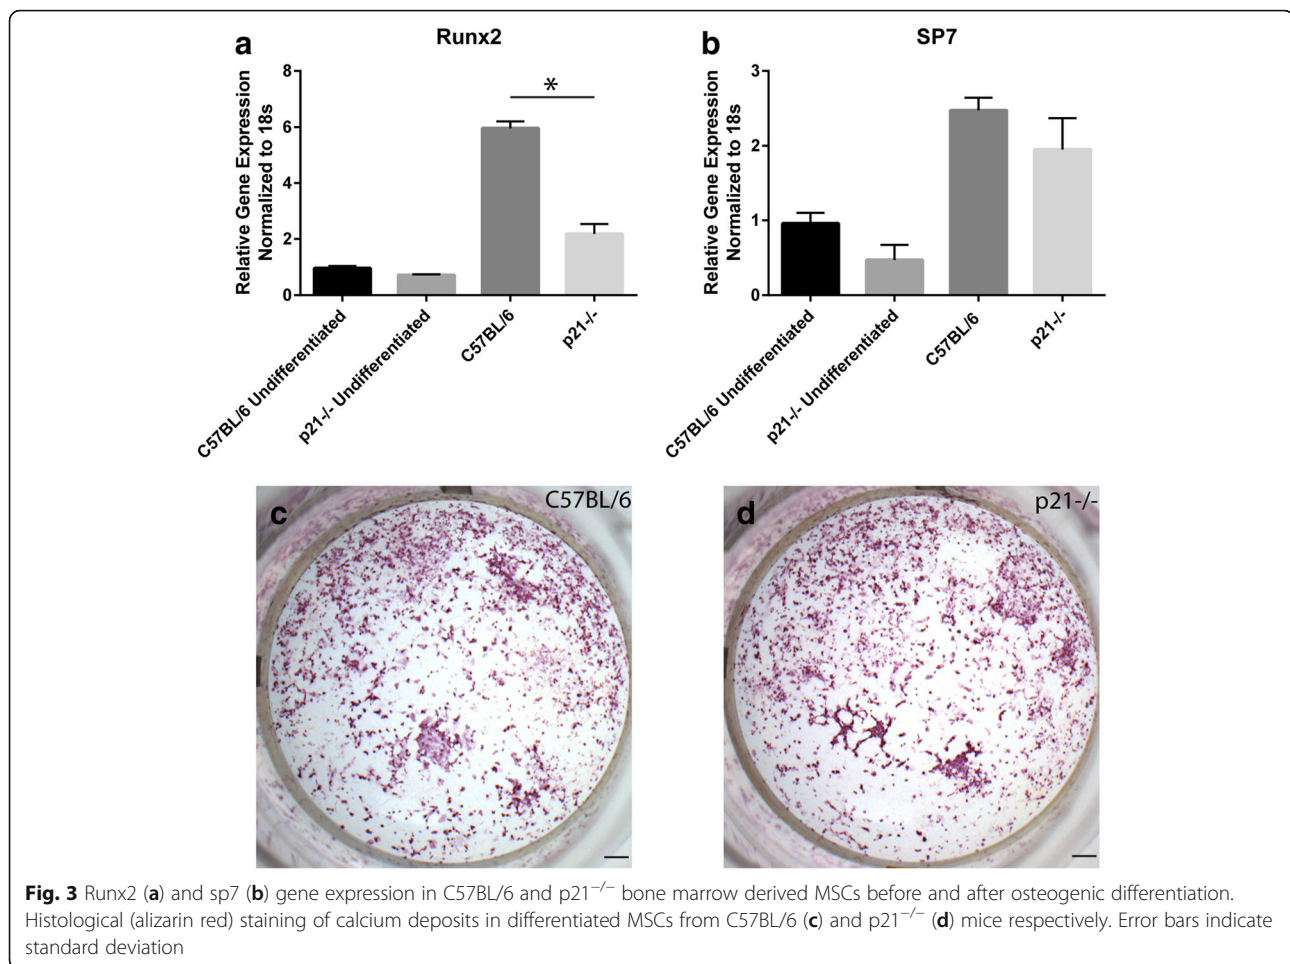 a
Runx2
Relative Gene Expression
Normalized to 18s
8
6
4
2
0
*
C57BL/6 Undifferentiated
p21-/- Undifferentiated
C57BL/6
p21-/-
b
SP7
Relative Gene Expression
Normalized to 18s
3
2
1
0
C57BL/6 Undifferentiated
p21-/- Undifferentiated
C57BL/6
p21-/-
c
C57BL/6
d
p21-/-
Fig. 3 Runx2 (a) and sp7 (b) gene expression in C57BL/6 and p21−/− bone marrow derived MSCs before and after osteogenic differentiation.
Histological (alizarin red) staining of calcium deposits in differentiated MSCs from C57BL/6 (c) and p21−/− (d) mice respectively. Error bars indicate
standard deviation